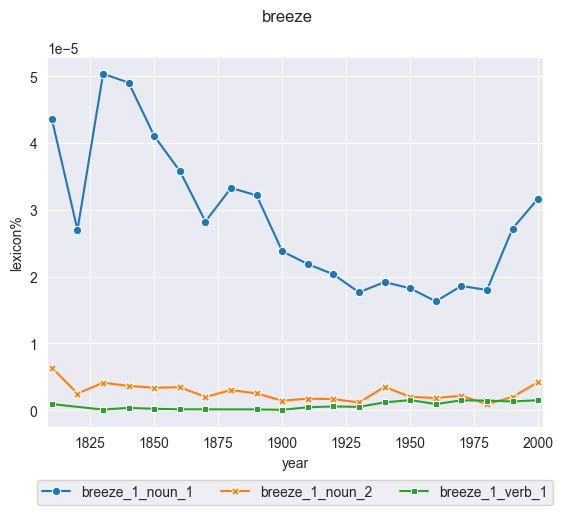 breeze
1e−5
5
4
3
2
1
0
lexicon%
1825 1850 1875 1900 1925 1950 1975 2000
year
breeze_1_noun_1 breeze_1_noun_2 breeze_1_verb_1